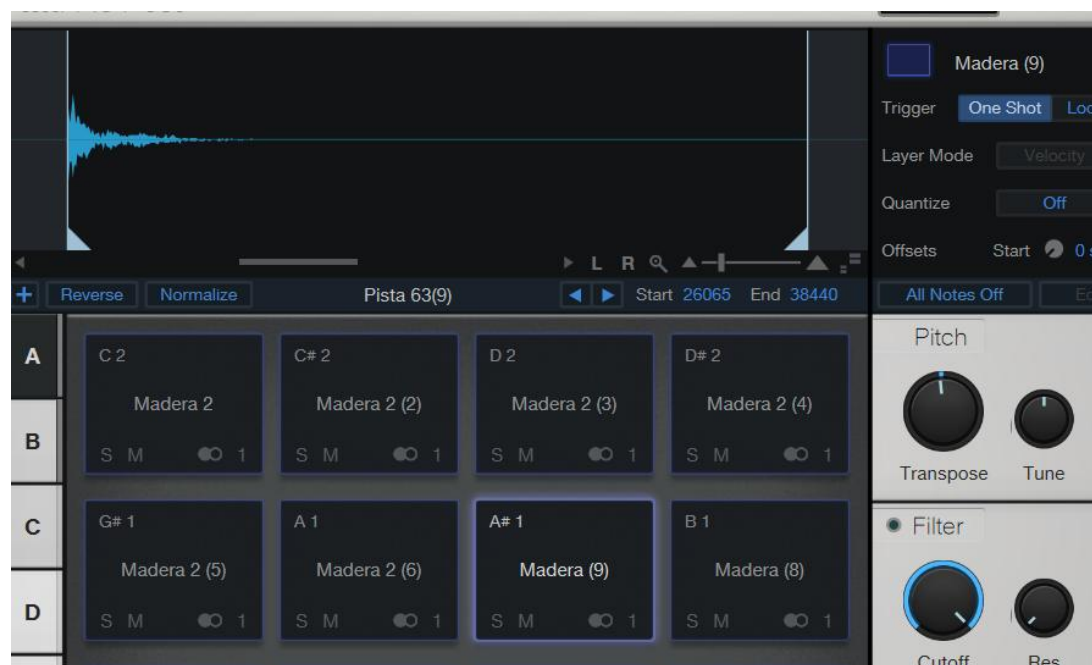 Madera (9)
Trigger One Shot
Layer Mode Velocity
Quantize Off
Offsets Start 0 s
L R
+ Reverse Normalize Pista 63(9) Start 26065 End 38440
All Notes Off
A
B
C
D
C 2 C# 2 D 2 D# 2
Madera 2 Madera 2 (2) Madera 2 (3) Madera 2 (4)
S M 1 S M 1 S M 1 S M 1
G# 1 A 1 A# 1 B 1
Madera 2 (5) Madera 2 (6) Madera (9) Madera (8)
S M 1 S M 1 S M 1 S M 1
Pitch
Transpose Tune
Filter
Cutoff Res